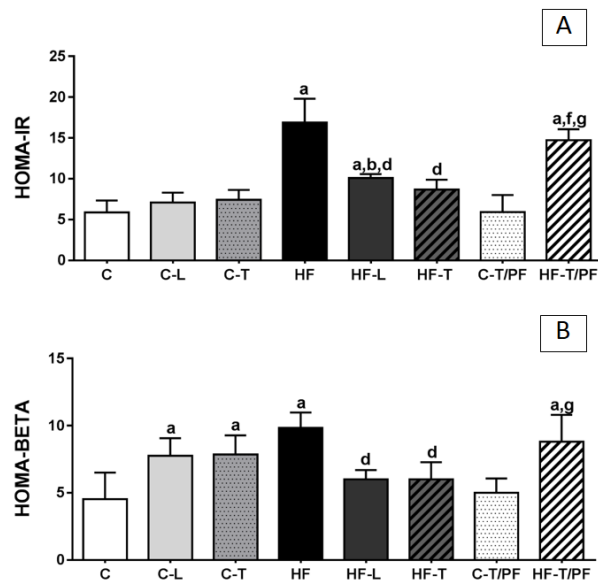 A
HOMA-IR
25
20
15
10
5
0
a
a,b,d
d
a,f,g
C C-L C-T HF HF-L HF-T C-T/PF HF-T/PF
B
HOMA-BETA
15
10
5
0
a
a
a
d
d
a,g
C C-L C-T HF HF-L HF-T C-T/PF HF-T/PF